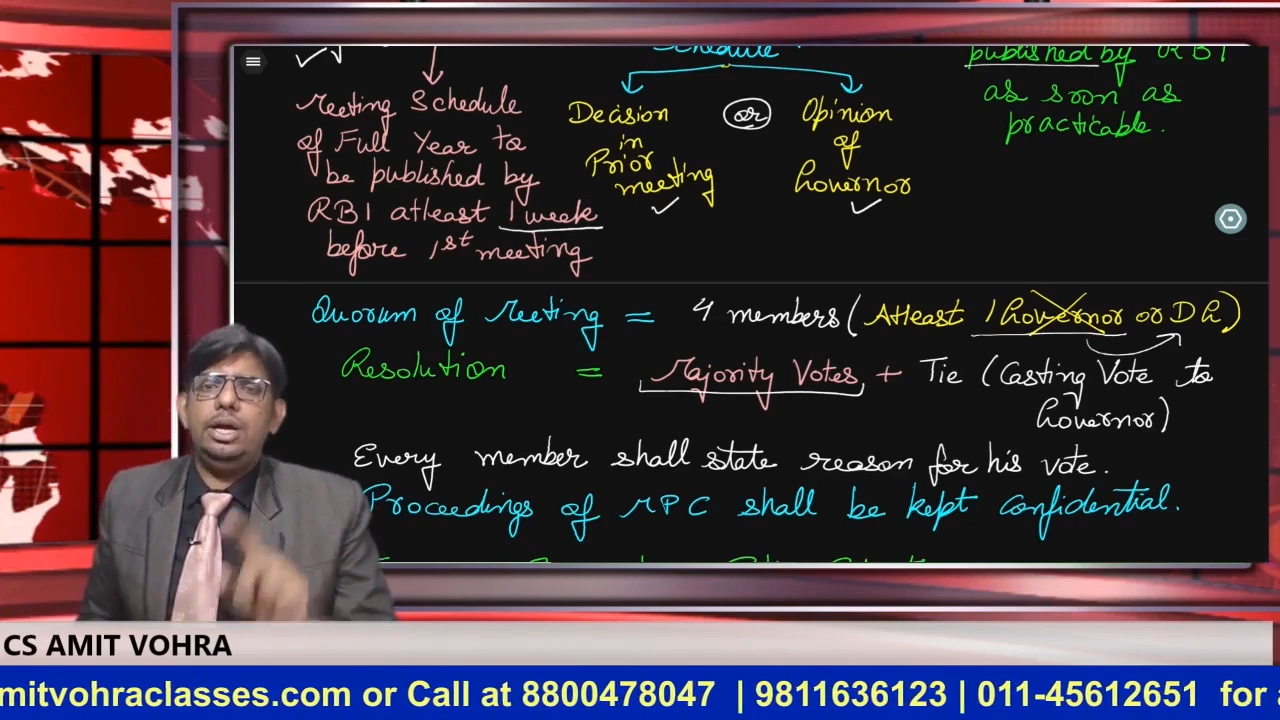 Schedule
Meeting Schedule
of Full Year to
be published by
RBI atleast 1 week
before 1st meeting
Decision
in
Prior
meeting
or
Opinion
of
Governor
published by RBI
as soon as
practicable.
Quorum of Meeting = 4 members (Atleast 1 Governor or DG)
Resolution = Majority Votes + Tie (Casting Vote to
Governor)
Every member shall state reason for his vote.
Proceedings of MPC shall be kept confidential.
CS AMIT VOHRA
mitvohraclasses.com or Call at 8800478047 | 9811636123 | 011-45612651 for